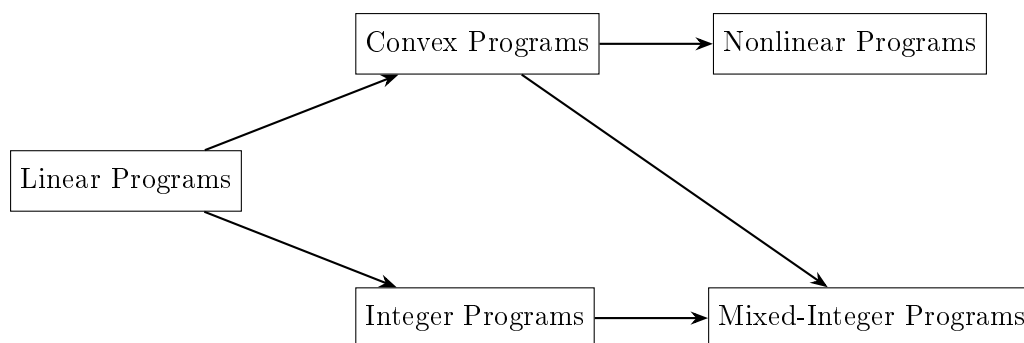 Convex Programs
Nonlinear Programs
Linear Programs
Integer Programs
Mixed-Integer Programs